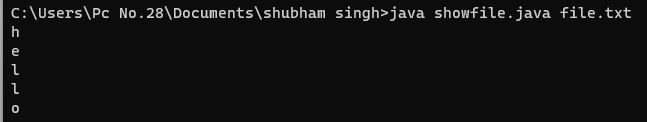 C:\Users\Pc No.28\Documents\shubham singh>java showfile.java file.txt
h
e
l
l
o